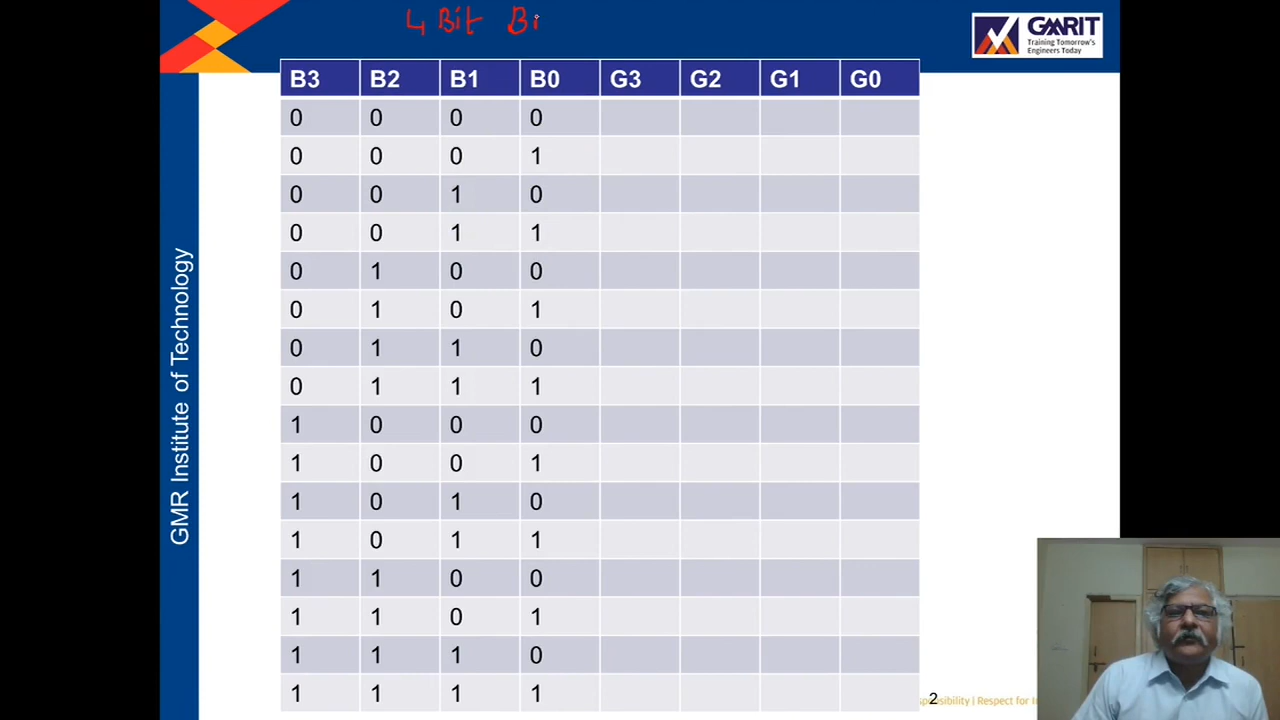 4 Bit Bi
GMRIT
Training Tomorrow's
Engineers Today
B3 B2 B1 B0 G3 G2 G1 G0
0 0 0 0
0 0 0 1
0 0 1 0
0 0 1 1
0 1 0 0
0 1 0 1
0 1 1 0
0 1 1 1
1 0 0 0
1 0 0 1
1 0 1 0
1 0 1 1
1 1 0 0
1 1 0 1
1 1 1 0
1 1 1 1
GMR Institute of Technology
2
| Respect for